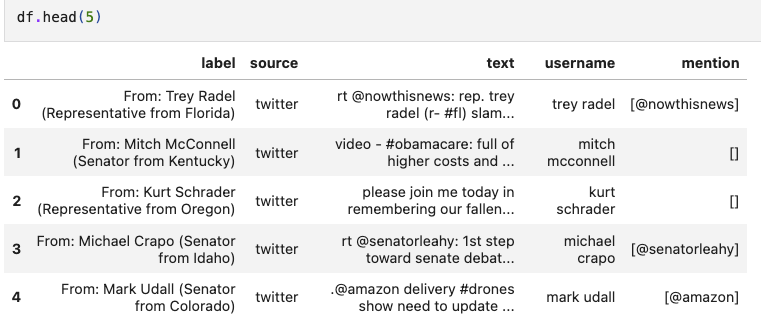 df.head(5)
label source text username mention
0 From: Trey Radel (Representative from Florida) twitter rt @nowthisnews: rep. trey radel (r- #fl) slam... trey radel [@nowthisnews]
1 From: Mitch McConnell (Senator from Kentucky) twitter video - #obamacare: full of higher costs and ... mitch mcconnell []
2 From: Kurt Schrader (Representative from Oregon) twitter please join me today in remembering our fallen... kurt schrader []
3 From: Michael Crapo (Senator from Idaho) twitter rt @senatorleahy: 1st step toward senate debat... michael crapo [@senatorleahy]
4 From: Mark Udall (Senator from Colorado) twitter .@amazon delivery #drones show need to update ... mark udall [@amazon]